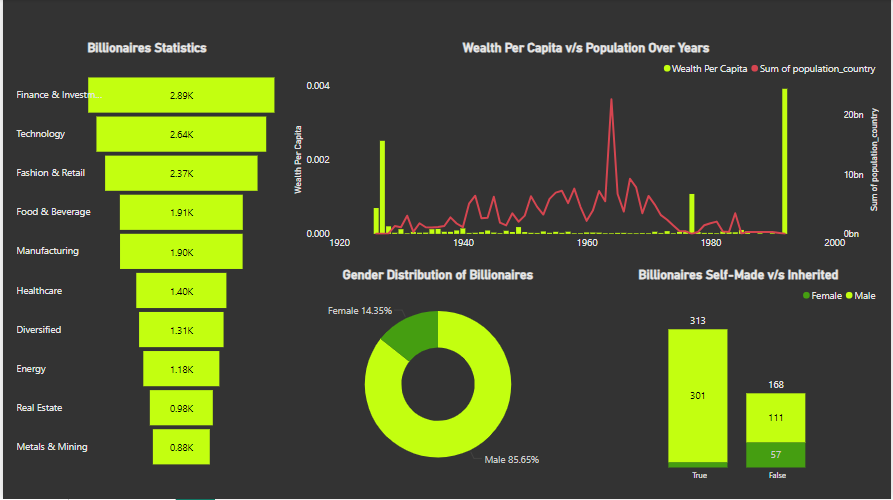 Billionaires Statistics
Finance & Investm...
2.89K
Technology
2.64K
Fashion & Retail
2.37K
Food & Beverage
1.91K
Manufacturing
1.90K
Healthcare
1.40K
Diversified
1.31K
Energy
1.18K
Real Estate
0.98K
Metals & Mining
0.88K
Wealth Per Capita v/s Population Over Years
Wealth Per Capita Sum of population_country
Wealth Per Capita
0.004
0.002
0.000
20bn
10bn
0bn
Sum of population_country
1920 1940 1960 1980 2000
Gender Distribution of Billionaires
Female 14.35%
Male 85.65%
Billionaires Self-Made v/s Inherited
Female Male
313
301
True
168
111
57
False